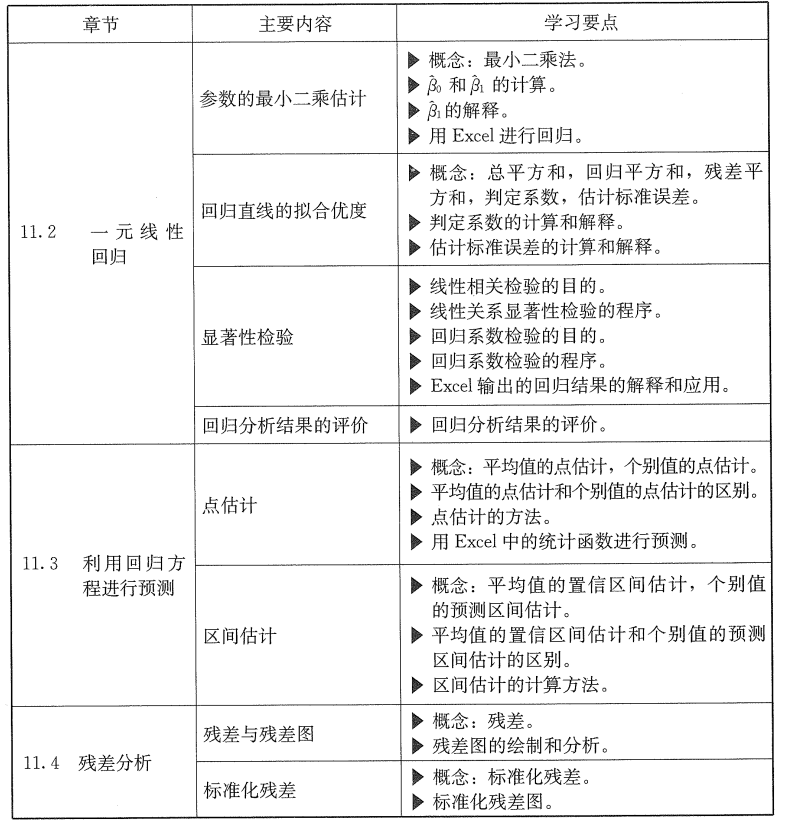 章节 主要内容 学习要点
11.2 一元线性
回归
参数的最小二乘估计
▶ 概念：最小二乘法。
▶ β̂₀ 和 β̂₁ 的计算。
▶ β̂₁的解释。
▶ 用 Excel 进行回归。
回归直线的拟合优度
▶ 概念：总平方和，回归平方和，残差平
方和，判定系数，估计标准误差。
▶ 判定系数的计算和解释。
▶ 估计标准误差的计算和解释。
显著性检验
▶ 线性相关检验的目的。
▶ 线性关系显著性检验的程序。
▶ 回归系数检验的目的。
▶ 回归系数检验的程序。
▶ Excel 输出的回归结果的解释和应用。
回归分析结果的评价
▶ 回归分析结果的评价。
11.3 利用回归方
程进行预测
点估计
▶ 概念：平均值的点估计，个别值的点估计。
▶ 平均值的点估计和个别值的点估计的区别。
▶ 点估计的方法。
▶ 用 Excel 中的统计函数进行预测。
区间估计
▶ 概念：平均值的置信区间估计，个别值
的预测区间估计。
▶ 平均值的置信区间估计和个别值的预测
区间估计的区别。
▶ 区间估计的计算方法。
11.4 残差分析
残差与残差图
▶ 概念：残差。
▶ 残差图的绘制和分析。
标准化残差
▶ 概念：标准化残差。
▶ 标准化残差图。